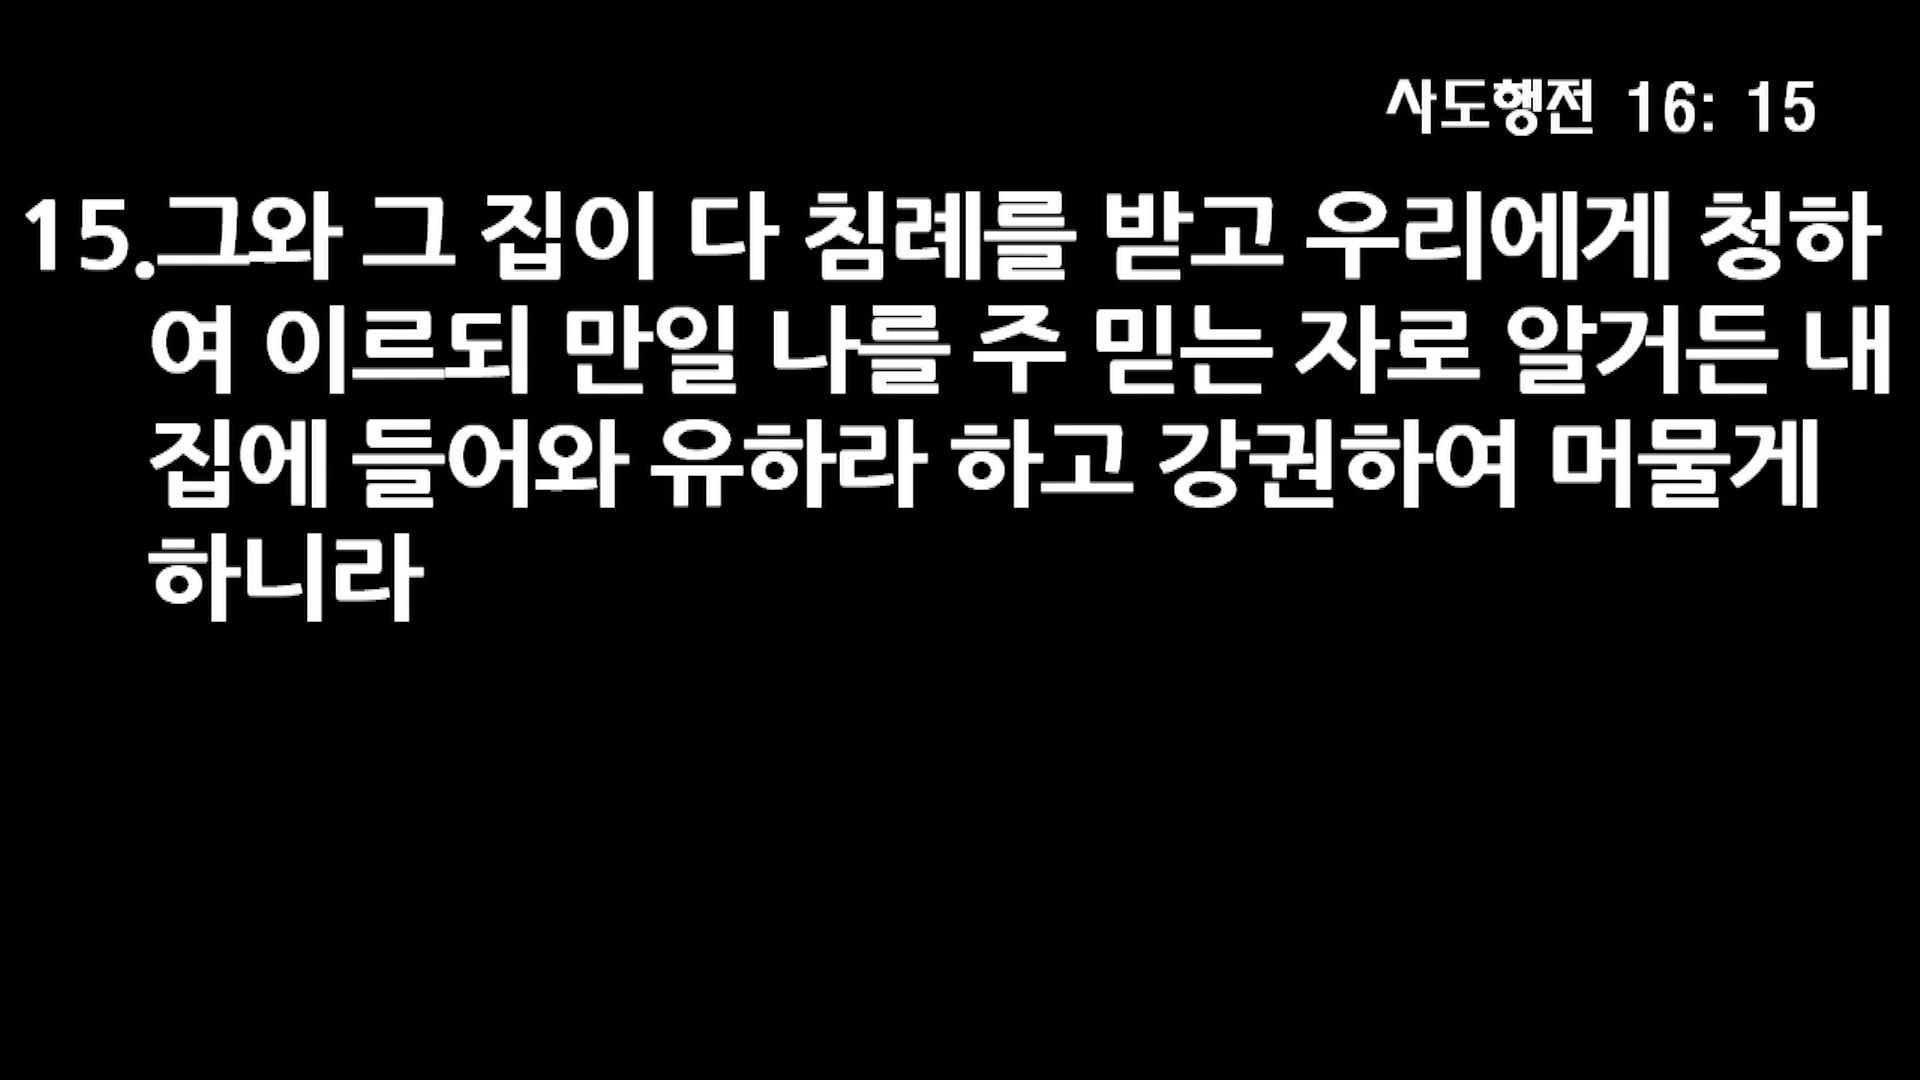 사도행전 16: 15
15.그와 그 집이 다 침례를 받고 우리에게 청하
여 이르되 만일 나를 주 믿는 자로 알거든 내
집에 들어와 유하라 하고 강권하여 머물게
하니라